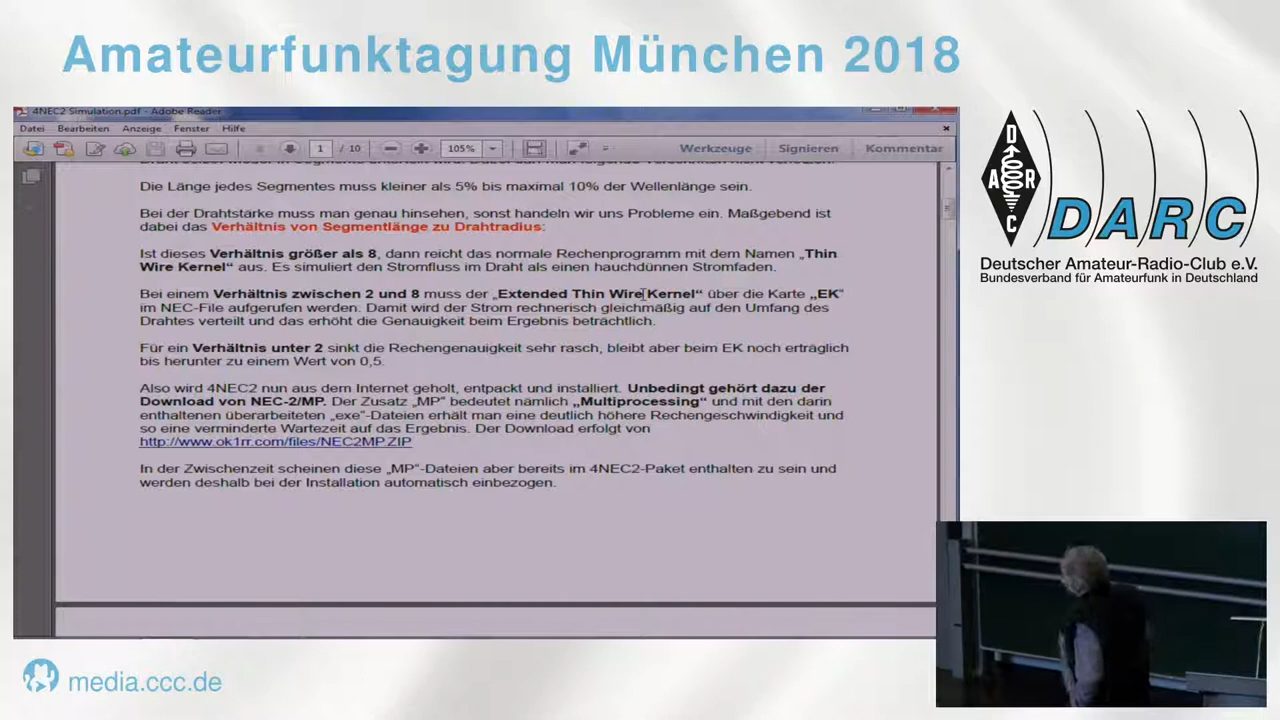 Amateurfunktagung München 2018
4NEC2 Simulation.pdf - Adobe Reader
Datei Bearbeiten Anzeige Fenster Hilfe
1 / 10 105% Werkzeuge Signieren Kommentar
Die Länge jedes Segmentes muss kleiner als 5% bis maximal 10% der Wellenlänge sein.
Bei der Drahtstärke muss man genau hinsehen, sonst handeln wir uns Probleme ein. Maßgebend ist
dabei das Verhältnis von Segmentlänge zu Drahtradius:
Ist dieses Verhältnis größer als 8, dann reicht das normale Rechenprogramm mit dem Namen „Thin
Wire Kernel“ aus. Es simuliert den Stromfluss im Draht als einen hauchdünnen Stromfaden.
Bei einem Verhältnis zwischen 2 und 8 muss der „Extended Thin Wire Kernel“ über die Karte „EK“
im NEC-File aufgerufen werden. Damit wird der Strom rechnerisch gleichmäßig auf den Umfang des
Drahtes verteilt und das erhöht die Genauigkeit beim Ergebnis beträchtlich.
Für ein Verhältnis unter 2 sinkt die Rechengenauigkeit sehr rasch, bleibt aber beim EK noch erträglich
bis herunter zu einem Wert von 0,5.
Also wird 4NEC2 nun aus dem Internet geholt, entpackt und installiert. Unbedingt gehört dazu der
Download von NEC-2/MP. Der Zusatz „MP“ bedeutet nämlich „Multiprocessing“ und mit den darin
enthaltenen überarbeiteten „exe“-Dateien erhält man eine deutlich höhere Rechengeschwindigkeit und
so eine verminderte Wartezeit auf das Ergebnis. Der Download erfolgt von
http://www.ok1rr.com/files/NEC2MP.ZIP
In der Zwischenzeit scheinen diese „MP“-Dateien aber bereits im 4NEC2-Paket enthalten zu sein und
werden deshalb bei der Installation automatisch einbezogen.
D
A R
C
DARC
Deutscher Amateur-Radio-Club e.V.
Bundesverband für Amateurfunk in Deutschland
media.ccc.de